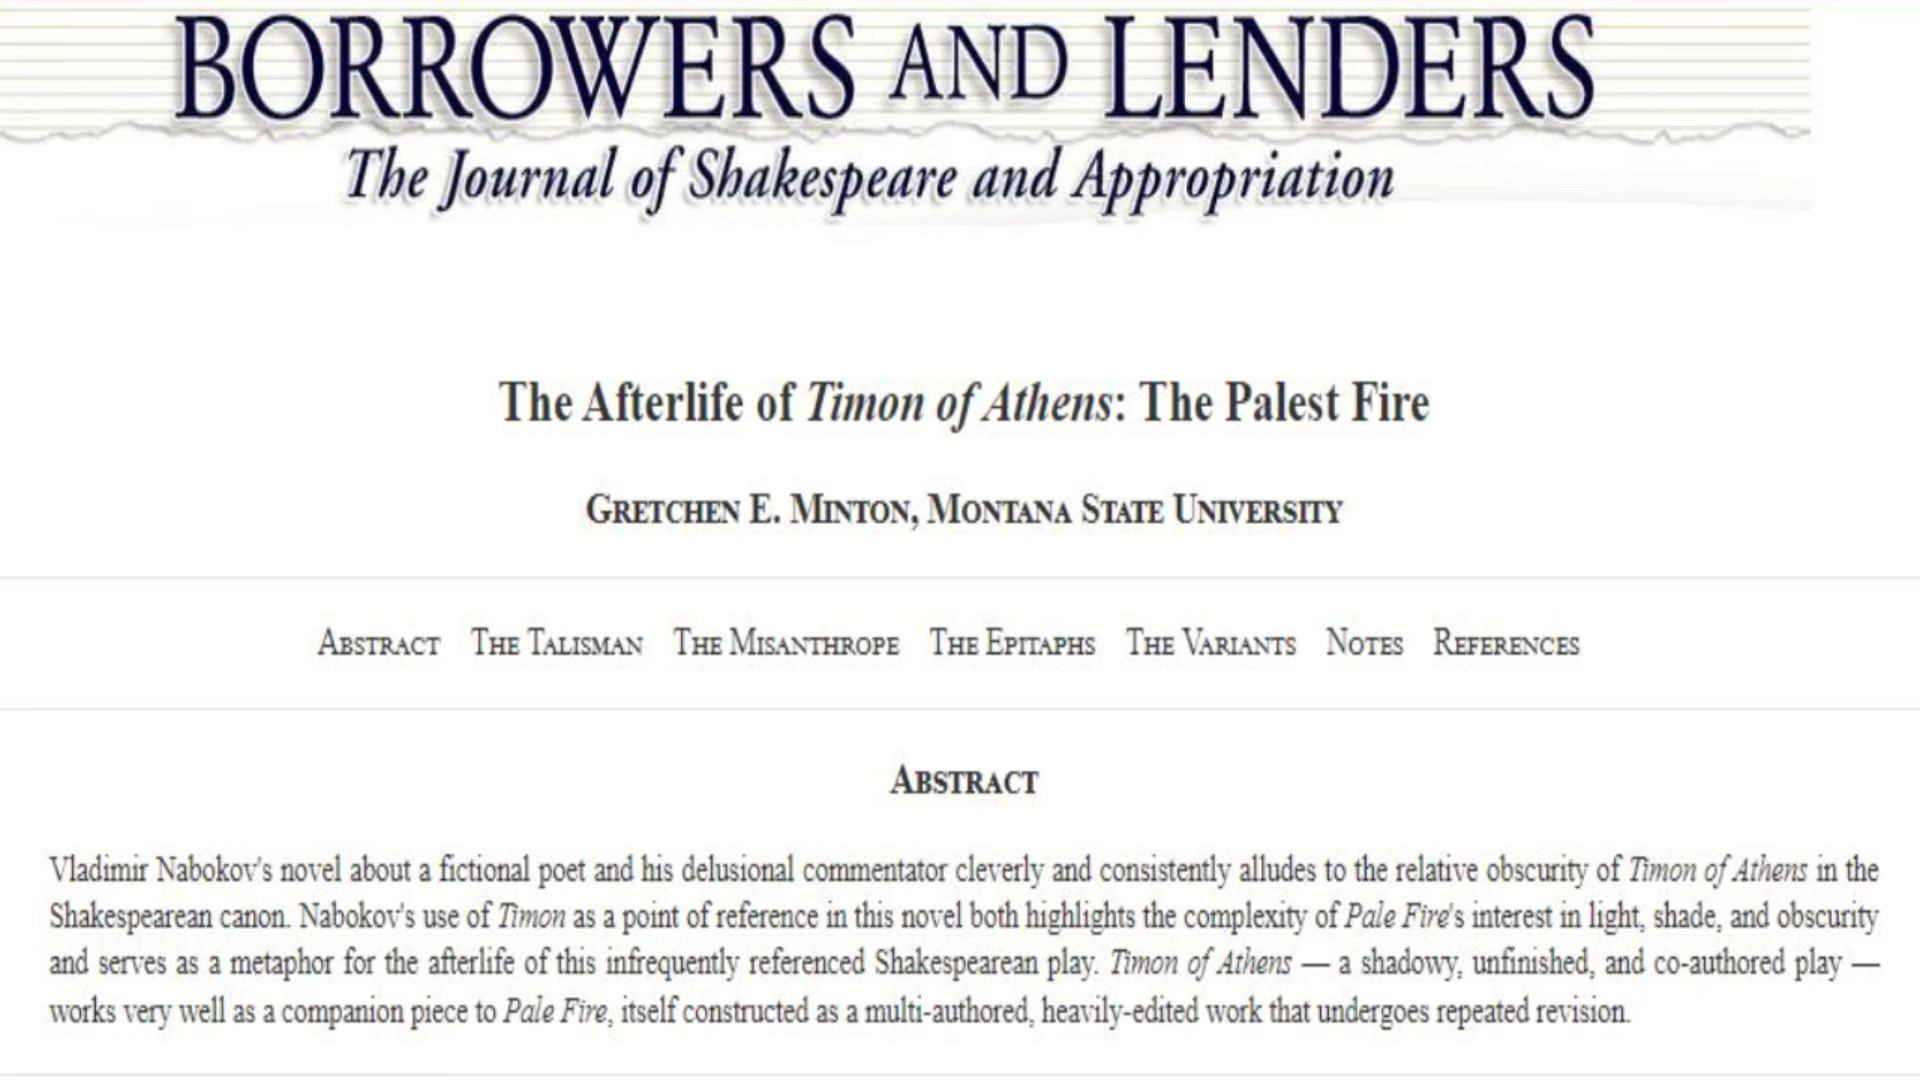 BORROWERS AND LENDERS
The Journal of Shakespeare and Appropriation
The Afterlife of Timon of Athens: The Palest Fire
GRETCHEN E. MINTON, MONTANA STATE UNIVERSITY
ABSTRACT THE TALISMAN THE MISANTHROPE THE EPITAPHS THE VARIANTS NOTES REFERENCES
ABSTRACT
Vladimir Nabokov's novel about a fictional poet and his delusional commentator cleverly and consistently alludes to the relative obscurity of Timon of Athens in the
Shakespearean canon. Nabokov's use of Timon as a point of reference in this novel both highlights the complexity of Pale Fire's interest in light, shade, and obscurity
and serves as a metaphor for the afterlife of this infrequently referenced Shakespearean play. Timon of Athens — a shadowy, unfinished, and co-authored play —
works very well as a companion piece to Pale Fire, itself constructed as a multi-authored, heavily-edited work that undergoes repeated revision.